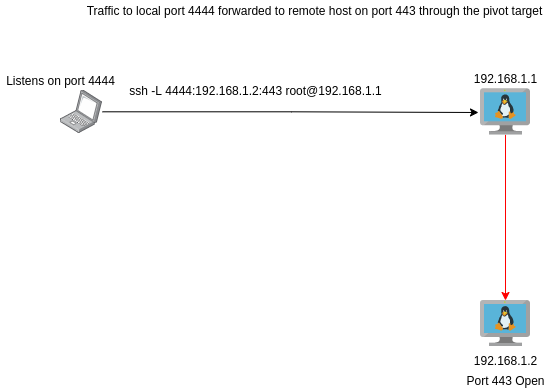 Traffic to local port 4444 forwarded to remote host on port 443 through the pivot target
Listens on port 4444
ssh -L 4444:192.168.1.2:443 root@192.168.1.1
192.168.1.1
192.168.1.2
Port 443 Open